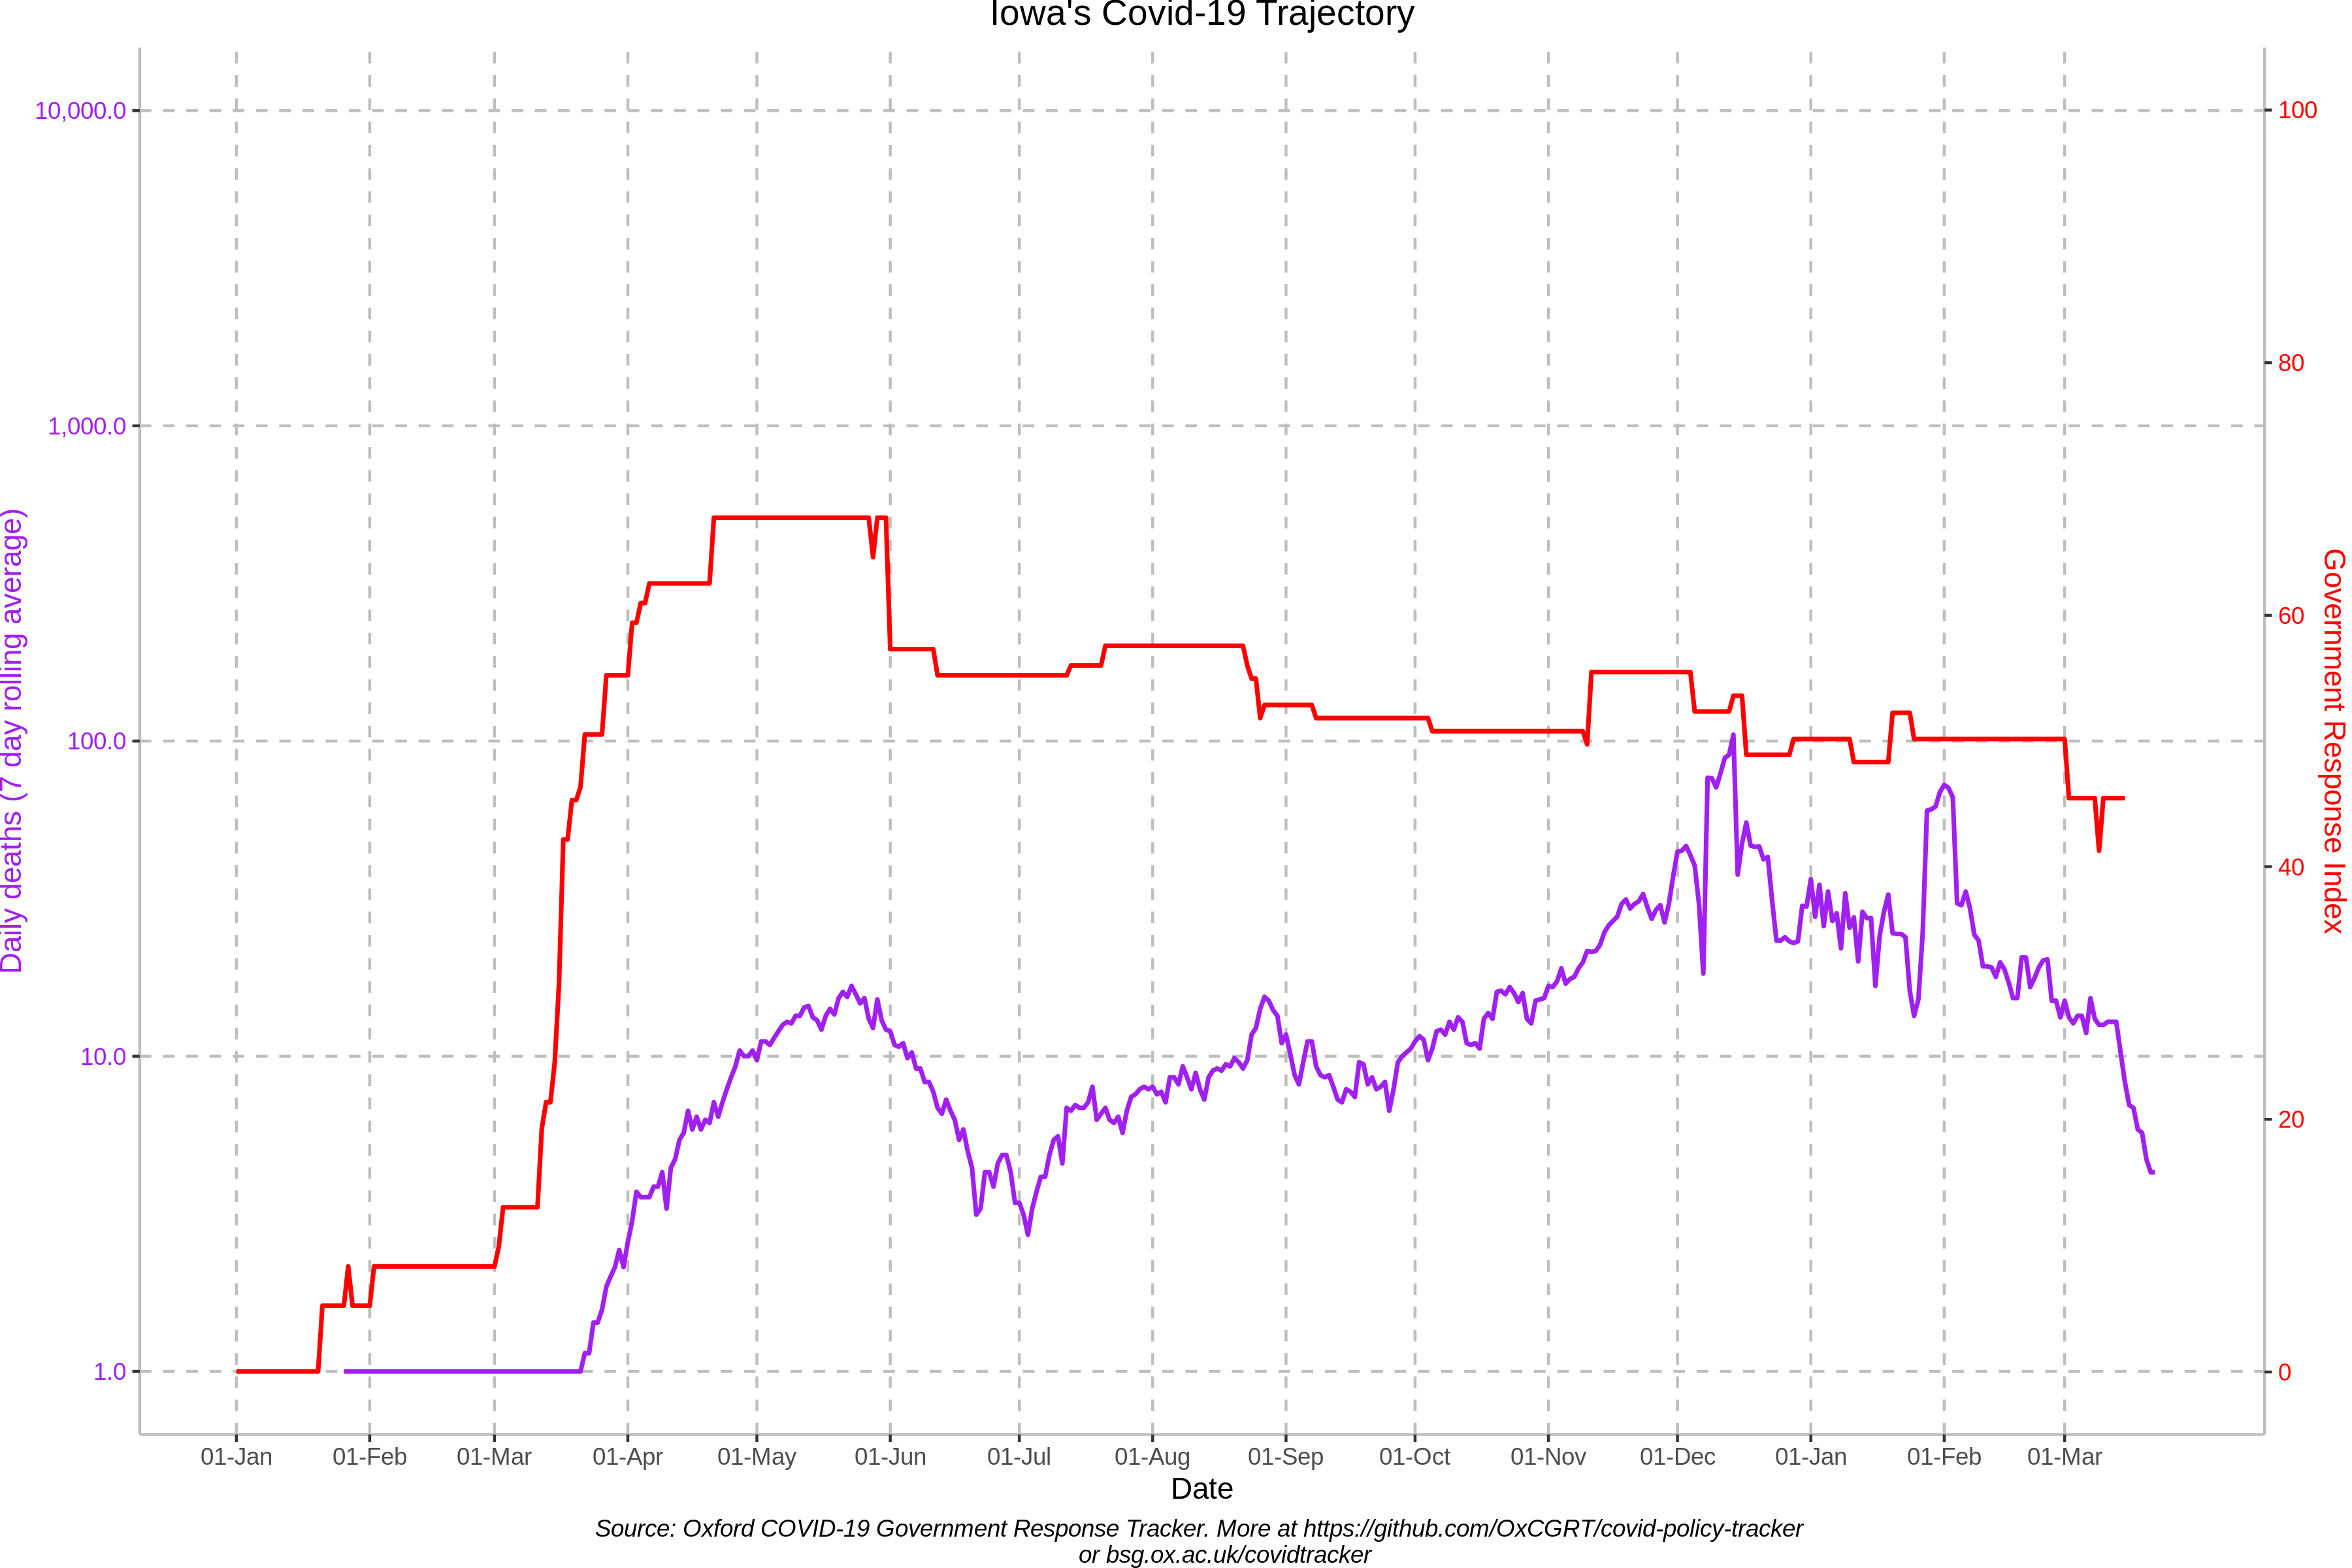 Iowa's Covid-19 Trajectory
10,000.0
1,000.0
100.0
10.0
1.0
Daily deaths (7 day rolling average)
100
80
60
40
20
0
Government Response Index
01-Jan 01-Feb 01-Mar 01-Apr 01-May 01-Jun 01-Jul 01-Aug 01-Sep 01-Oct 01-Nov 01-Dec 01-Jan 01-Feb 01-Mar
Date
Source: Oxford COVID-19 Government Response Tracker. More at https://github.com/OxCGRT/covid-policy-tracker
or bsg.ox.ac.uk/covidtracker